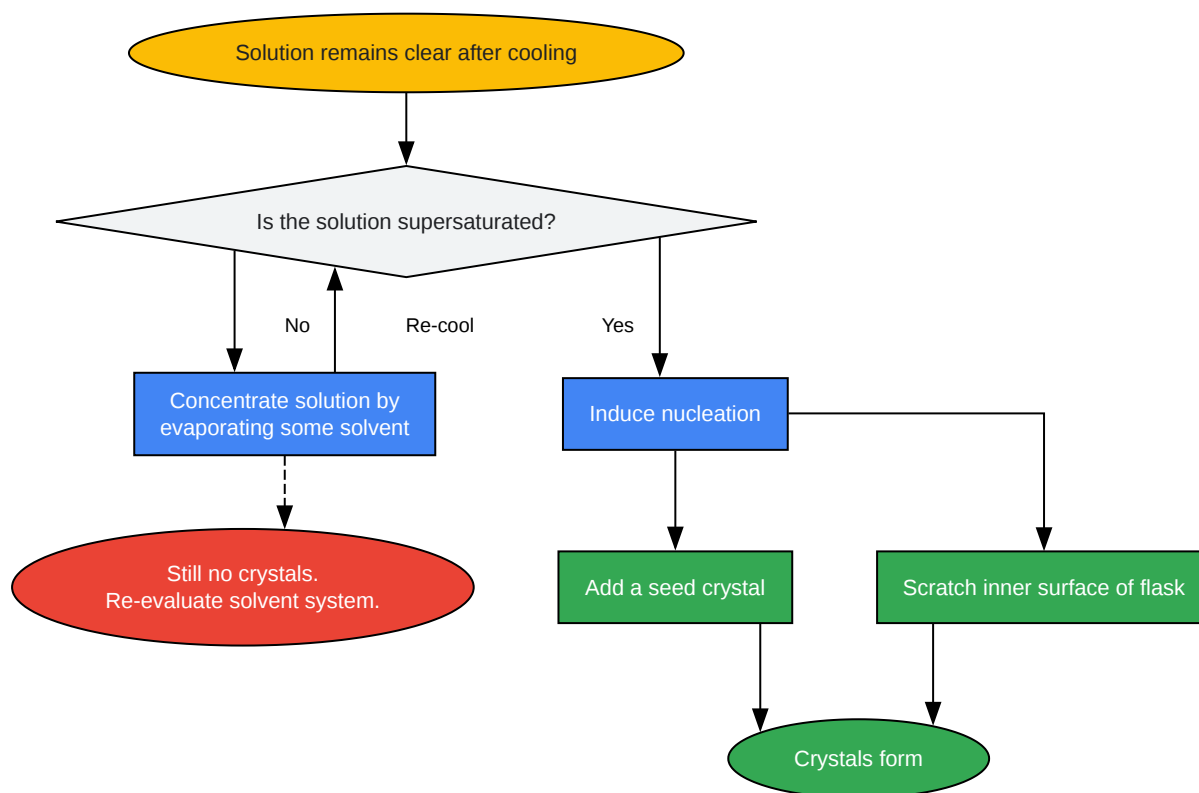 Solution remains clear after cooling
Is the solution supersaturated?
No
Re-cool
Yes
Concentrate solution by
evaporating some solvent
Induce nucleation
Still no crystals.
Re-evaluate solvent system.
Add a seed crystal
Scratch inner surface of flask
Crystals form